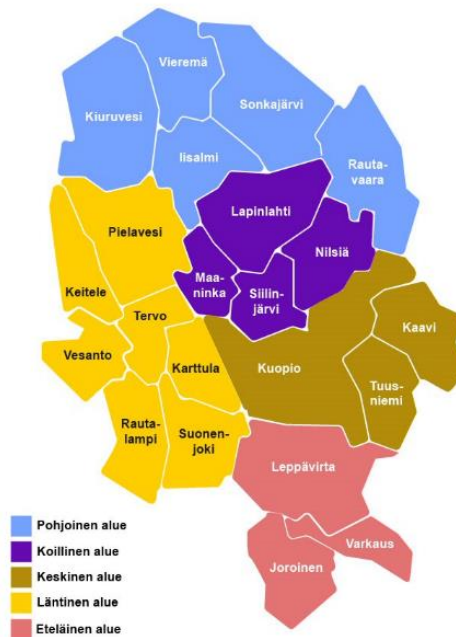 Vieremä
Kiuruvesi
Sonkajärvi
Iisalmi
Rauta-
vaara
Lapinlahti
Pielavesi
Nilsiä
Maa-
ninka
Siilin-
järvi
Keitele
Tervo
Kaavi
Vesanto
Karttula
Kuopio
Tuus-
niemi
Rauta-
lampi
Suonen-
joki
Leppävirta
Varkaus
Joroinen
Pohjoinen alue
Koillinen alue
Keskinen alue
Läntinen alue
Eteläinen alue